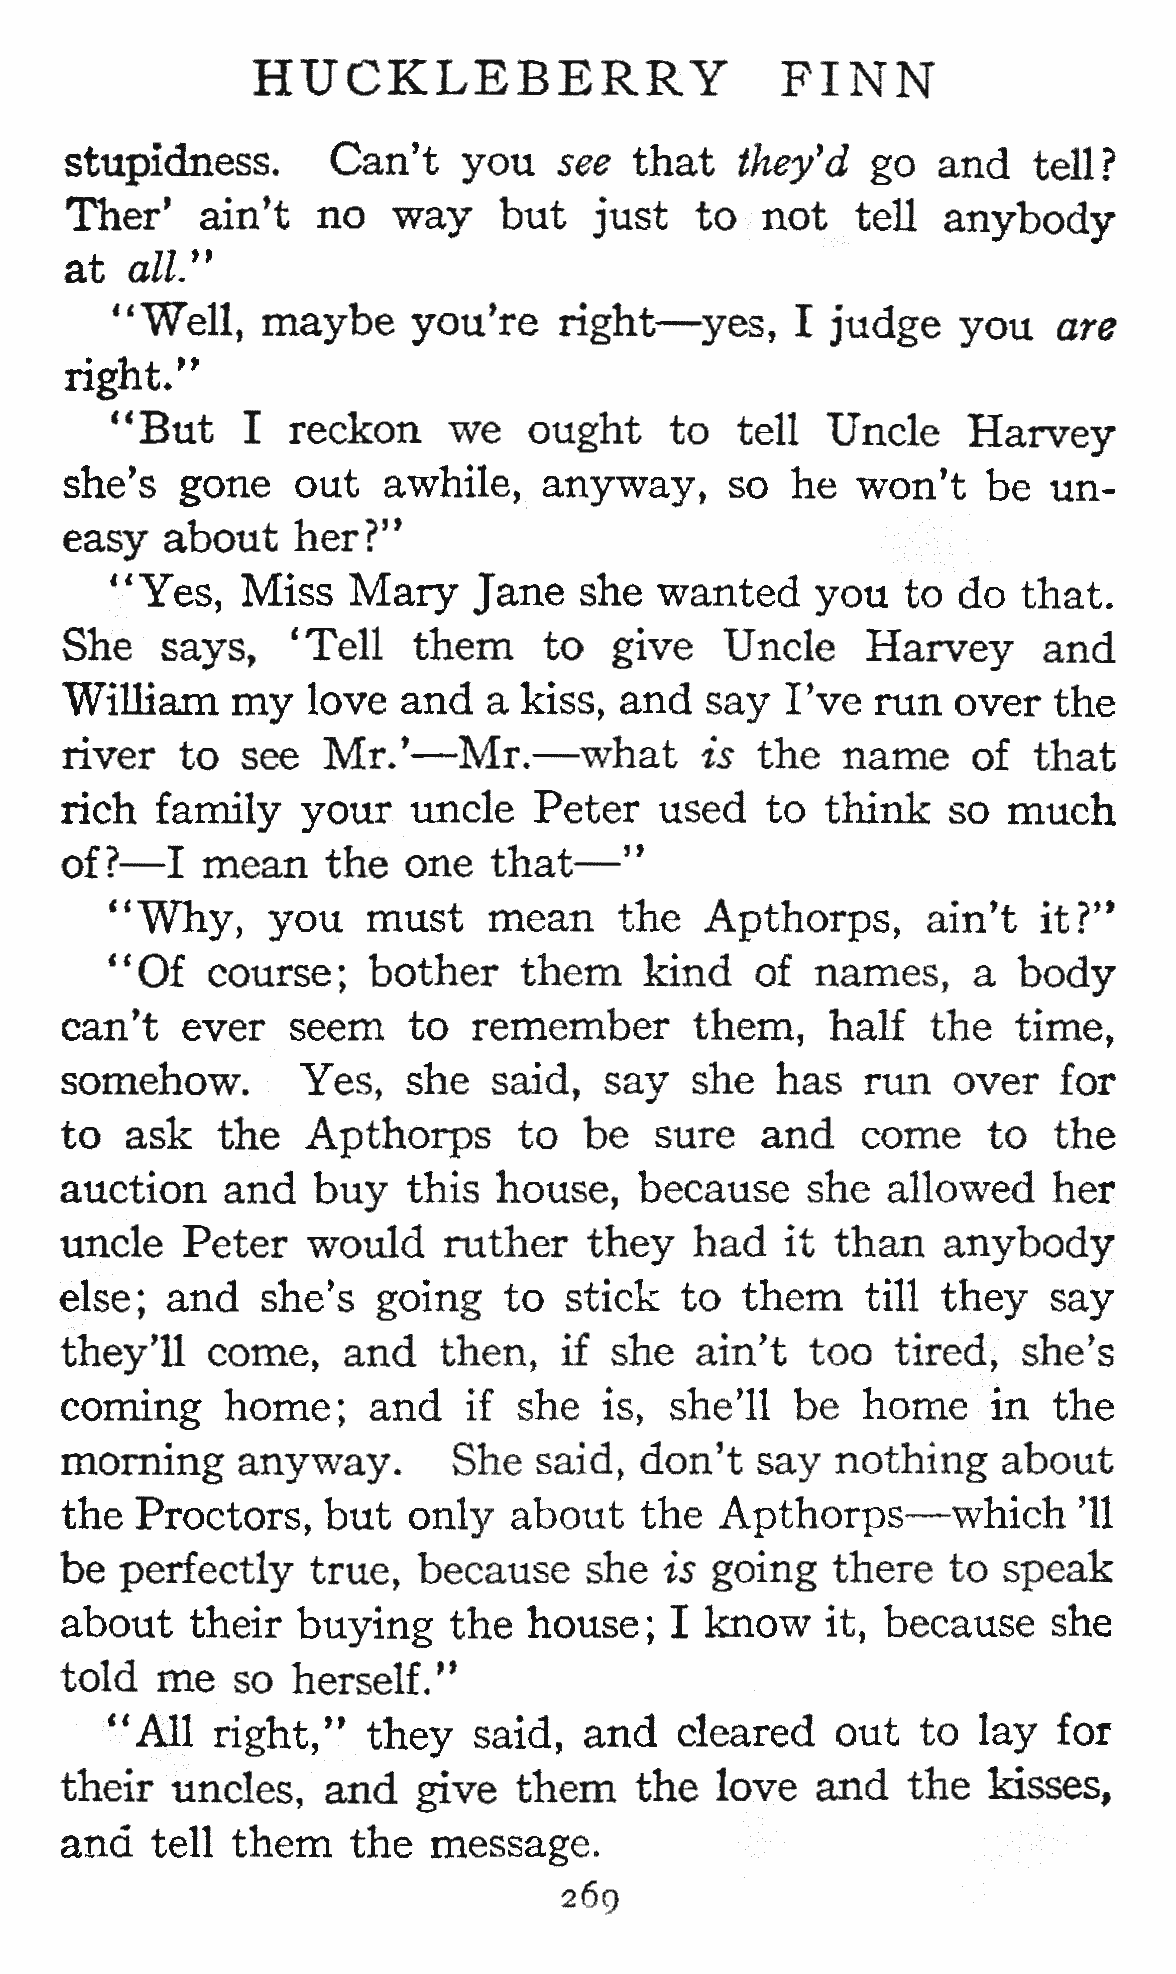 HUCKLEBERRY FINN
stupidness. Can't you see that they'd go and tell?
Ther' ain't no way but just to not tell anybody
at all."
"Well, maybe you're right—yes, I judge you are
right."
"But I reckon we ought to tell Uncle Harvey
she's gone out awhile, anyway, so he won't be un-
easy about her?"
"Yes, Miss Mary Jane she wanted you to do that.
She says, 'Tell them to give Uncle Harvey and
William my love and a kiss, and say I've run over the
river to see Mr.'—Mr.—what is the name of that
rich family your uncle Peter used to think so much
of?—I mean the one that—"
"Why, you must mean the Apthorps, ain't it?"
"Of course; bother them kind of names, a body
can't ever seem to remember them, half the time,
somehow. Yes, she said, say she has run over for
to ask the Apthorps to be sure and come to the
auction and buy this house, because she allowed her
uncle Peter would ruther they had it than anybody
else; and she's going to stick to them till they say
they'll come, and then, if she ain't too tired, she's
coming home; and if she is, she'll be home in the
morning anyway. She said, don't say nothing about
the Proctors, but only about the Apthorps—which 'll
be perfectly true, because she is going there to speak
about their buying the house; I know it, because she
told me so herself."
"All right," they said, and cleared out to lay for
their uncles, and give them the love and the kisses,
and tell them the message.
269